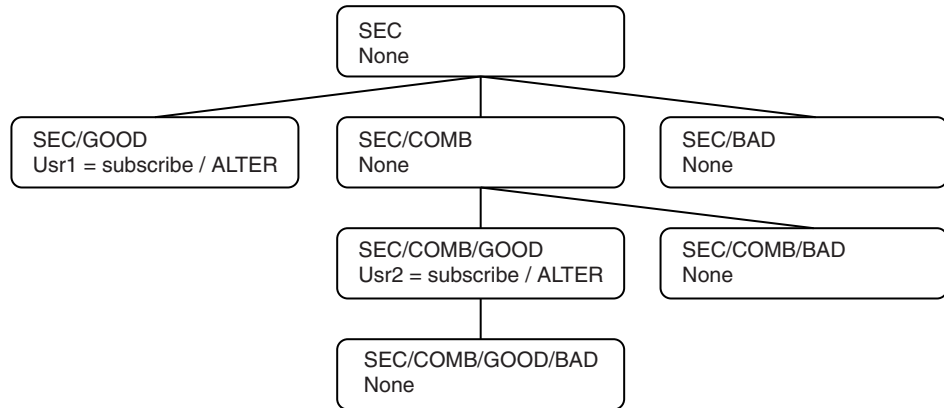 SEC
None
SEC/GOOD
Usr1 = subscribe / ALTER
SEC/COMB
None
SEC/BAD
None
SEC/COMB/GOOD
Usr2 = subscribe / ALTER
SEC/COMB/BAD
None
SEC/COMB/GOOD/BAD
None